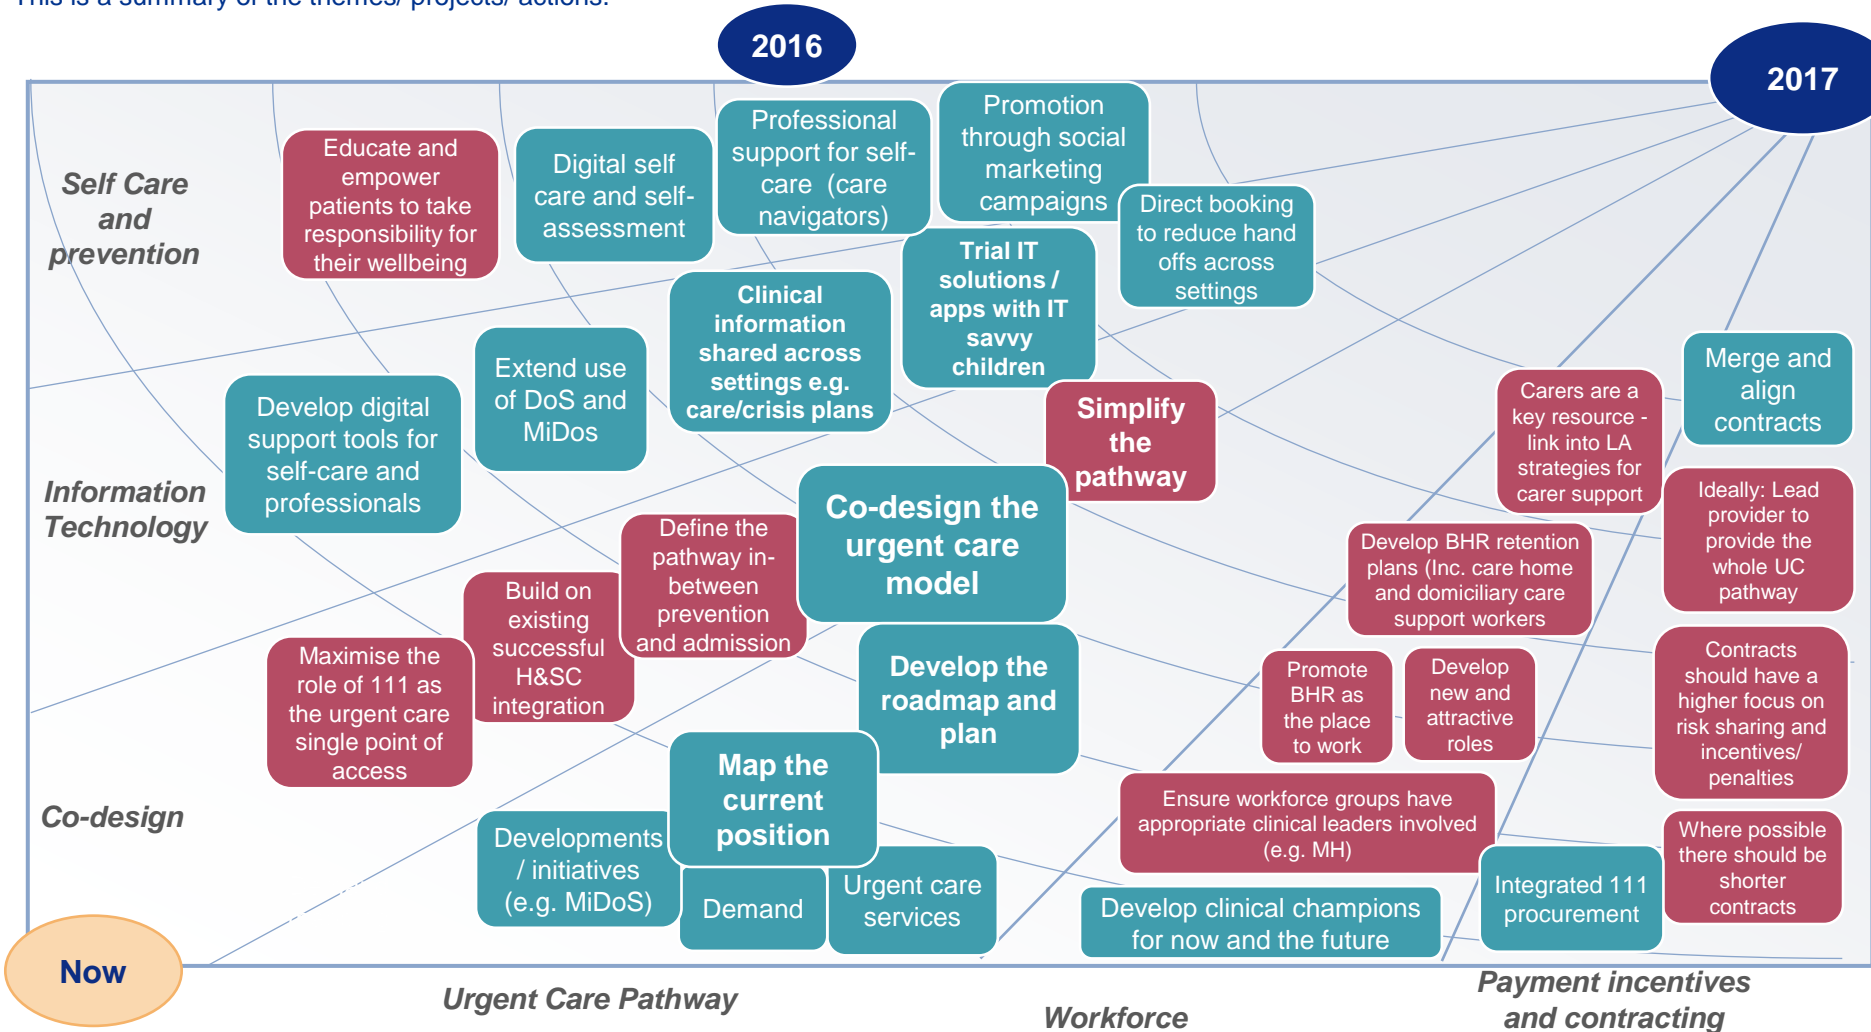 This is a summary of the themes/ projects/ actions.
2016
2017
Self Care
and
prevention
Educate and
empower
patients to take
responsibility for
their wellbeing
Digital self
care and self-
assessment
Professional
support for self-
care (care
navigators)
Promotion
through social
marketing
campaigns
Direct booking
to reduce hand
offs across
settings
Trial IT
solutions /
apps with IT
savvy
children
Clinical
information
shared across
settings e.g.
care/crisis plans
Extend use
of DoS and
MiDos
Develop digital
support tools for
self-care and
professionals
Information
Technology
Simplify
the
pathway
Carers are a
key resource -
link into LA
strategies for
carer support
Merge and
align
contracts
Ideally: Lead
provider to
provide the
whole UC
pathway
Co-design the
urgent care
model
Define the
pathway in-
between
prevention
and admission
Build on
existing
successful
H&SC
integration
Maximise the
role of 111 as
the urgent care
single point of
access
Develop BHR retention
plans (Inc. care home
and domiciliary care
support workers
Develop the
roadmap and
plan
Promote
BHR as
the place
to work
Develop
new and
attractive
roles
Contracts
should have a
higher focus on
risk sharing and
incentives/
penalties
Co-design
Map the
current
position
Developments
/ initiatives
(e.g. MiDoS)
Demand
Urgent care
services
Ensure workforce groups have
appropriate clinical leaders involved
(e.g. MH)
Develop clinical champions
for now and the future
Integrated 111
procurement
Where possible
there should be
shorter
contracts
Now
Urgent Care Pathway
Workforce
Payment incentives
and contracting